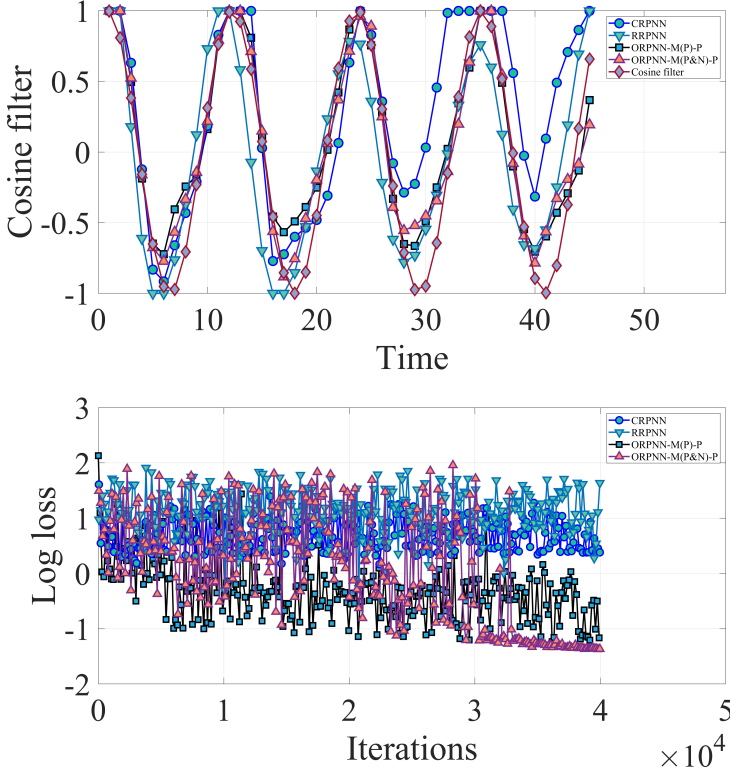 1
0.5
0
-0.5
-1
Cosine filter
0 10 20 30 40 50
Time
CRPNN
RRPNN
ORPNN-M(P)-P
ORPNN-M(P&N)-P
Cosine filter
3
2
1
0
-1
-2
Log loss
0 1 2 3 4 5
Iterations
×10^4
CRPNN
RRPNN
ORPNN-M(P)-P
ORPNN-M(P&N)-P